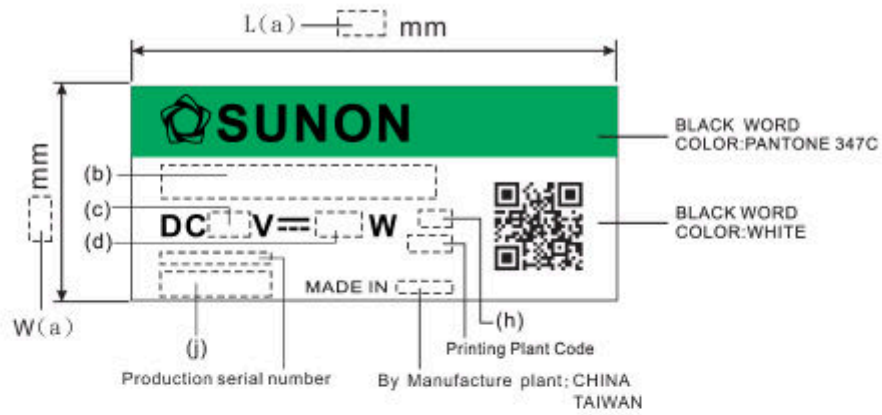 L(a) mm
SUNON
BLACK WORD
COLOR:PANTONE 347C
mm
(b)
(c)
DC V W
(d)
BLACK WORD
COLOR:WHITE
MADE IN
W(a)
(j)
(h)
Printing Plant Code
Production serial number
By Manufacture plant; CHINA
TAIWAN